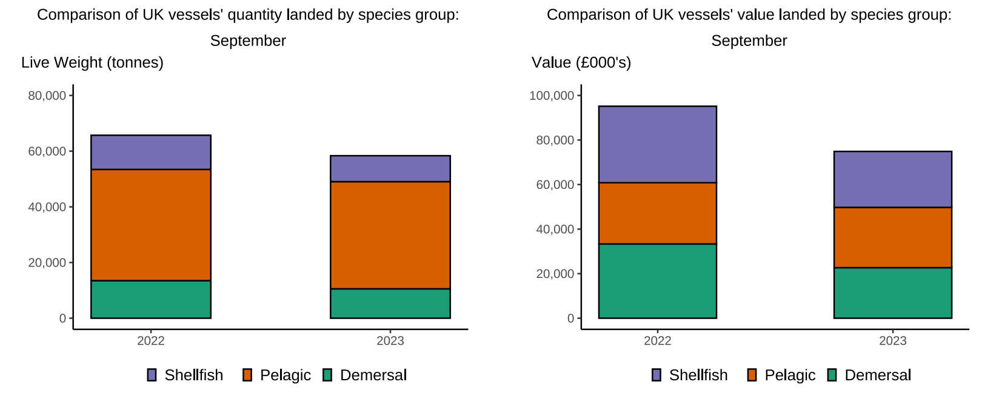 Comparison of UK vessels' quantity landed by species group:
September
Live Weight (tonnes)
80,000
60,000
40,000
20,000
0
2022 2023
Shellfish Pelagic Demersal
Comparison of UK vessels' value landed by species group:
September
Value (£000's)
100,000
80,000
60,000
40,000
20,000
0
2022 2023
Shellfish Pelagic Demersal